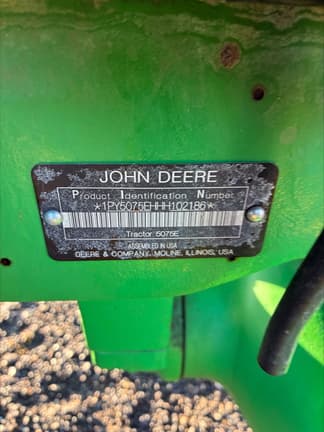 JOHN DEERE
Product Identification Number
*1PY5075EHHH102186*
Tractor 5075E
ASSEMBLED IN USA
DEERE & COMPANY, MOLINE, ILLINOIS, USA